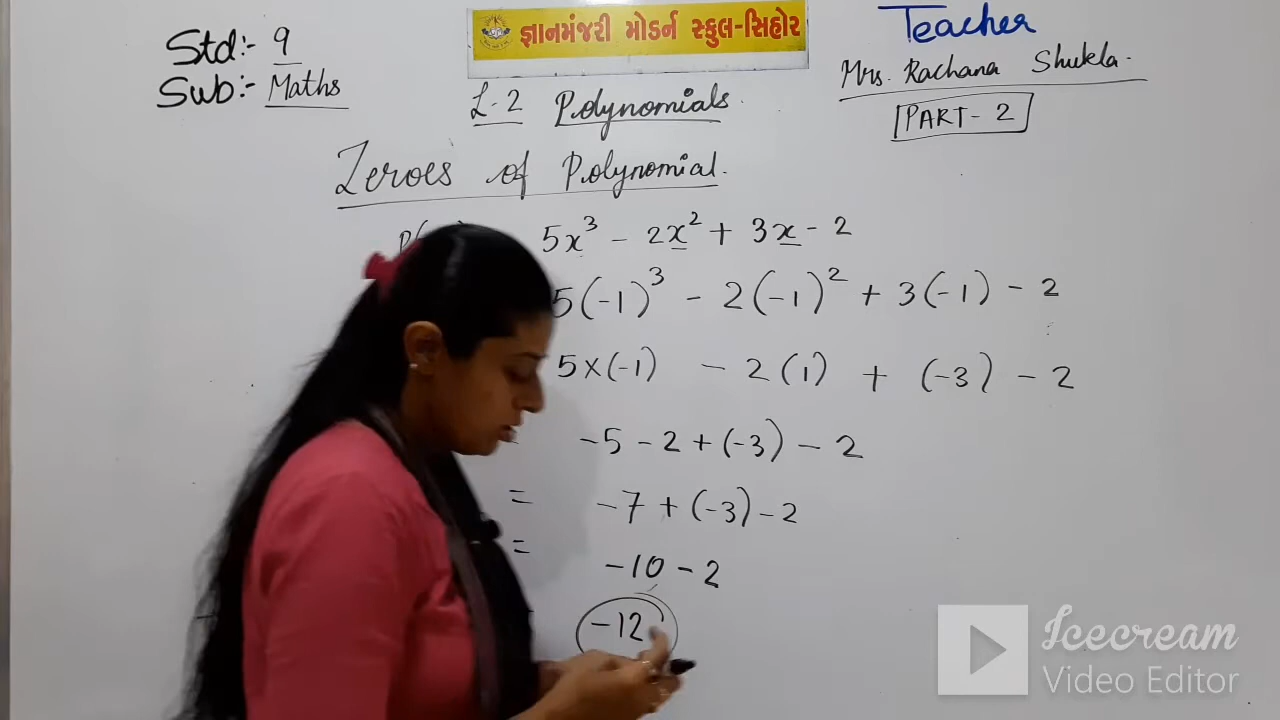 Std:- 9
Sub:- Maths
જ્ઞાનમંજરી મોડર્ન સ્કુલ-સિહોર
Teacher
Mrs. Rachana Shukla.
PART- 2
L-2 Polynomials.
Zeroes of Polynomial.
P( 5x³ - 2x² + 3x - 2
5(-1)³ - 2(-1)² + 3(-1) - 2
5×(-1) - 2(1) + (-3) - 2
-5 - 2 + (-3) - 2
= -7 + (-3) - 2
= -10 - 2
-12
Icecream
Video Editor